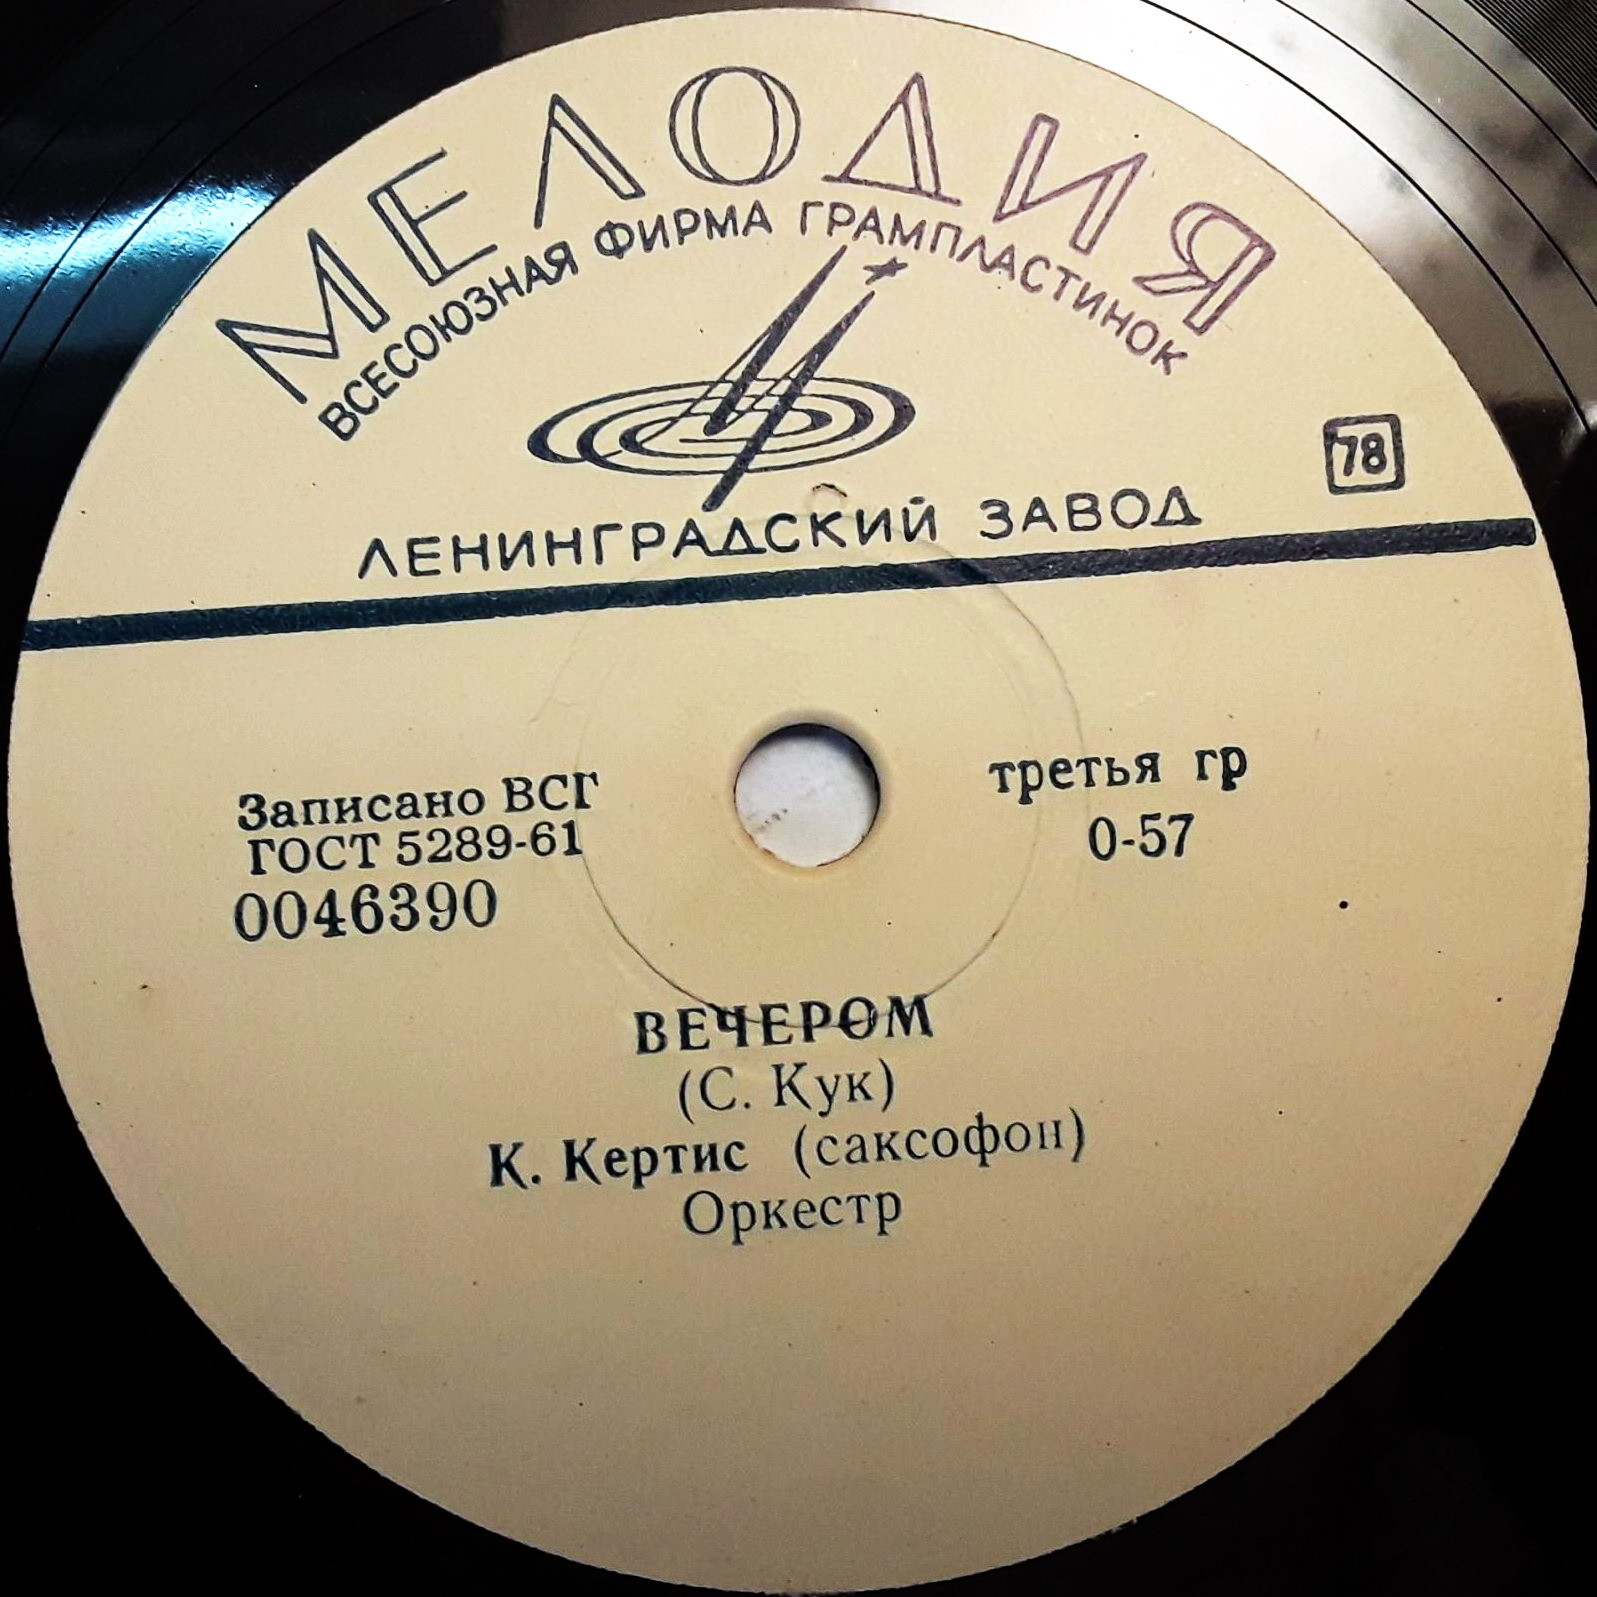 МЕЛОДИЯ
ВСЕСОЮЗНАЯ ФИРМА ГРАМПЛАСТИНОК
78
ЛЕНИНГРАДСКИЙ ЗАВОД
Записано ВСГ
ГОСТ 5289-61
0046390
третья гр
0-57
ВЕЧЕРОМ
(С. Кук)
К. Кертис (саксофон)
Оркестр